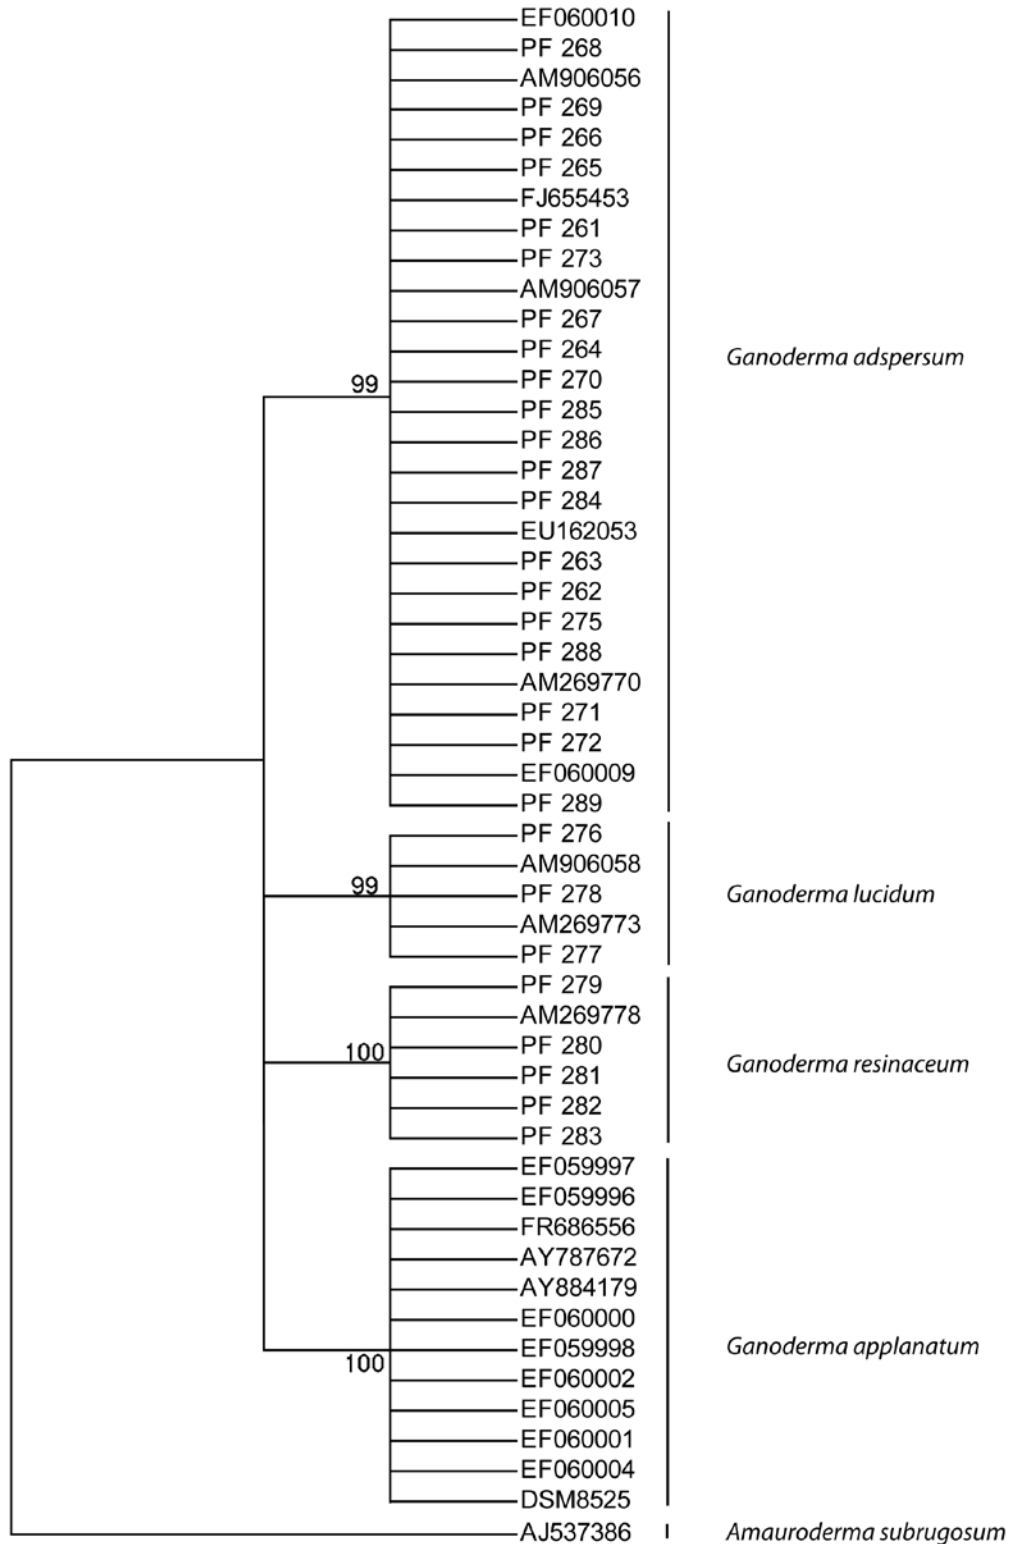 EF060010
PF 268
AM906056
PF 269
PF 266
PF 265
FJ655453
PF 261
PF 273
AM906057
PF 267
PF 264
Ganoderma adspersum
PF 270
99
PF 285
PF 286
PF 287
PF 284
EU162053
PF 263
PF 262
PF 275
PF 288
AM269770
PF 271
PF 272
EF060009
PF 289
PF 276
AM906058
99
PF 278
Ganoderma lucidum
AM269773
PF 277
PF 279
AM269778
PF 280
100
Ganoderma resinaceum
PF 281
PF 282
PF 283
EF059997
EF059996
FR686556
AY787672
AY884179
EF060000
EF059998
Ganoderma applanatum
100
EF060002
EF060005
EF060001
EF060004
DSM8525
AJ537386
Amauroderma subrugosum